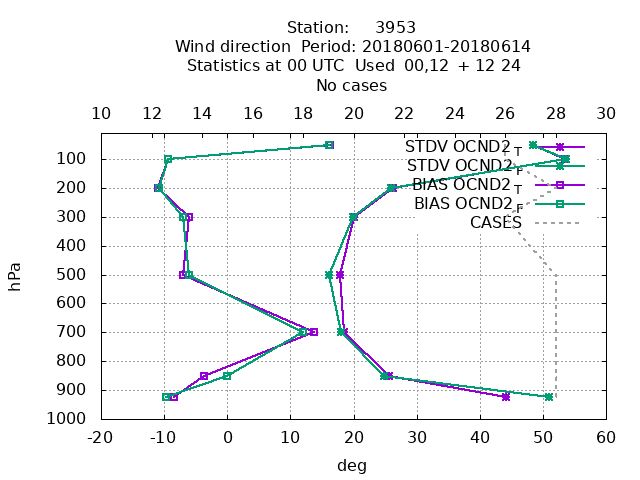 Station: 3953
Wind direction Period: 20180601-20180614
Statistics at 00 UTC Used 00,12 + 12 24
No cases
10 12 14 16 18 20 22 24 26 28 30
STDV OCND2_T
STDV OCND2_F
BIAS OCND2_T
BIAS OCND2_F
CASES
hPa
100
200
300
400
500
600
700
800
900
1000
-20 -10 0 10 20 30 40 50 60
deg